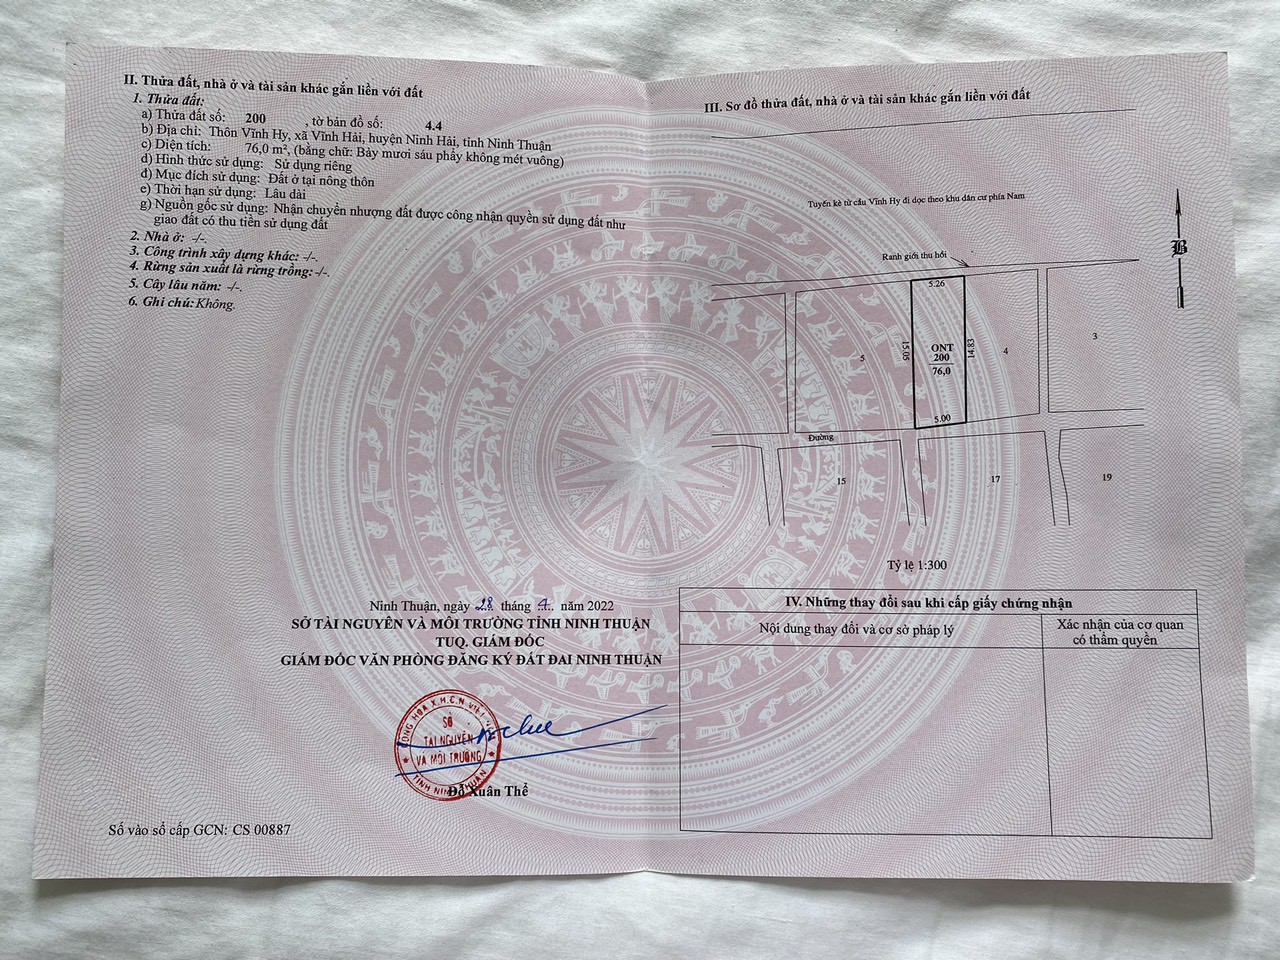 II. Thửa đất, nhà ở và tài sản khác gắn liền với đất
1. Thửa đất:
a) Thửa đất số: 200 , tờ bản đồ số: 4.4
b) Địa chỉ: Thôn Vĩnh Hy, xã Vĩnh Hải, huyện Ninh Hải, tỉnh Ninh Thuận
c) Diện tích: 76,0 m², (bằng chữ: Bảy mươi sáu phẩy không mét vuông)
d) Hình thức sử dụng: Sử dụng riêng
đ) Mục đích sử dụng: Đất ở tại nông thôn
e) Thời hạn sử dụng: Lâu dài
g) Nguồn gốc sử dụng: Nhận chuyển nhượng đất được công nhận quyền sử dụng đất như
giao đất có thu tiền sử dụng đất
2. Nhà ở: -/-.
3. Công trình xây dựng khác: -/-.
4. Rừng sản xuất là rừng trồng: -/-.
5. Cây lâu năm: -/-.
6. Ghi chú: Không.
Ninh Thuận, ngày 28 tháng 4 năm 2022
SỞ TÀI NGUYÊN VÀ MÔI TRƯỜNG TỈNH NINH THUẬN
TUQ. GIÁM ĐỐC
GIÁM ĐỐC VĂN PHÒNG ĐĂNG KÝ ĐẤT ĐAI NINH THUẬN
SỞ
TÀI NGUYÊN
VÀ MÔI TRƯỜNG
TỈNH NINH THUẬN
Đỗ Xuân Thể
Số vào sổ cấp GCN: CS 00887
III. Sơ đồ thửa đất, nhà ở và tài sản khác gắn liền với đất
Tuyến kè từ cầu Vĩnh Hy đi dọc theo khu dân cư phía Nam
B
Ranh giới thu hồi
5.26
15.05
14.83
ONT
200
76,0
5
4
3
5.00
Đường
15
17
19
Tỷ lệ 1:300
IV. Những thay đổi sau khi cấp giấy chứng nhận
Nội dung thay đổi và cơ sở pháp lý
Xác nhận của cơ quan
có thẩm quyền